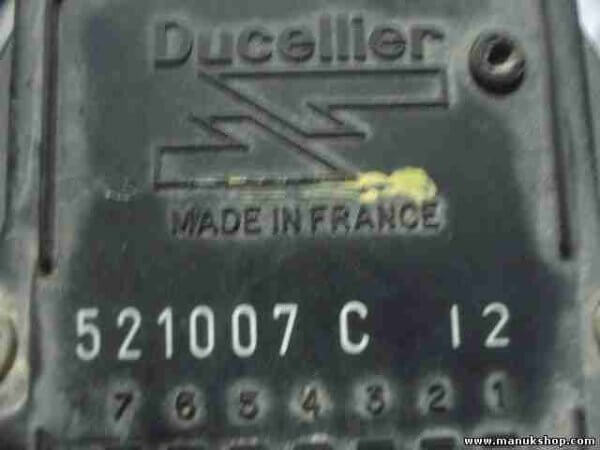 Ducellier
MADE IN FRANCE
521007 C 12
7 6 5 4 3 2 1
www.manukshop.com